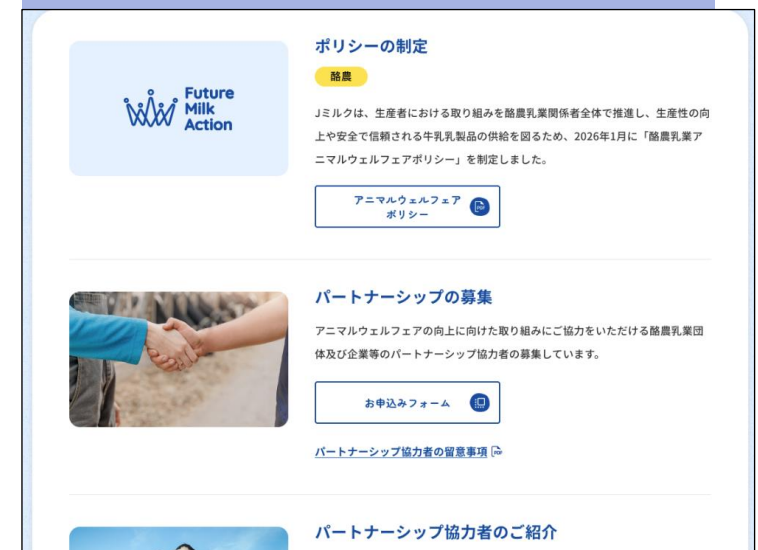 Future
Milk
Action
ポリシーの制定
酪農
Jミルクは、生産者における取り組みを酪農乳業関係者全体で推進し、生産性の向
上や安全で信頼される牛乳乳製品の供給を図るため、2026年1月に「酪農乳業ア
ニマルウェルフェアポリシー」を制定しました。
アニマルウェルフェア
ポリシー
PDF
パートナーシップの募集
アニマルウェルフェアの向上に向けた取り組みにご協力をいただける酪農乳業団
体及び企業等のパートナーシップ協力者の募集しています。
お申込みフォーム
パートナーシップ協力者の留意事項 PDF
パートナーシップ協力者のご紹介